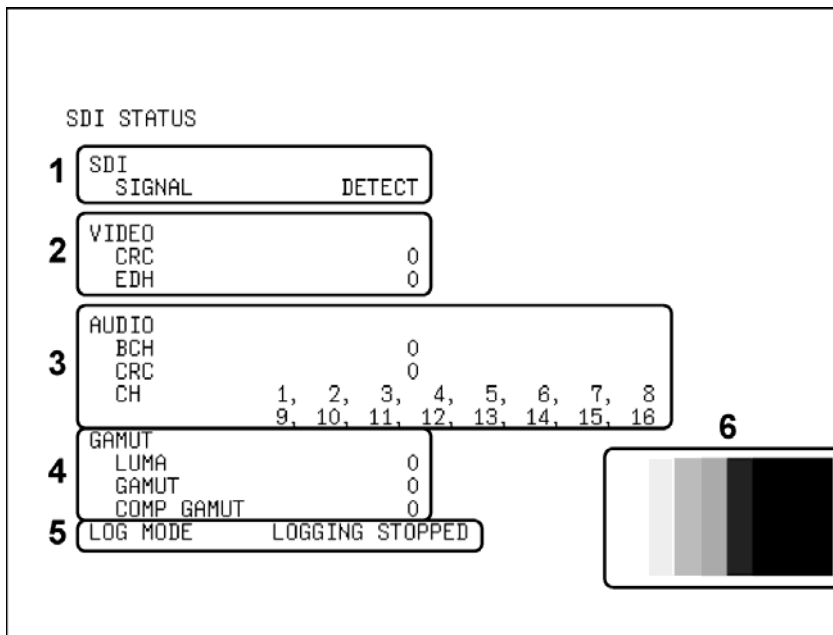 SDI STATUS
1
SDI
SIGNAL DETECT
2
VIDEO
CRC 0
EDH 0
3
AUDIO
BCH 0
CRC 0
CH 1, 2, 3, 4, 5, 6, 7, 8
9, 10, 11, 12, 13, 14, 15, 16
4
GAMUT
LUMA 0
GAMUT 0
COMP GAMUT 0
5
LOG MODE LOGGING STOPPED
6